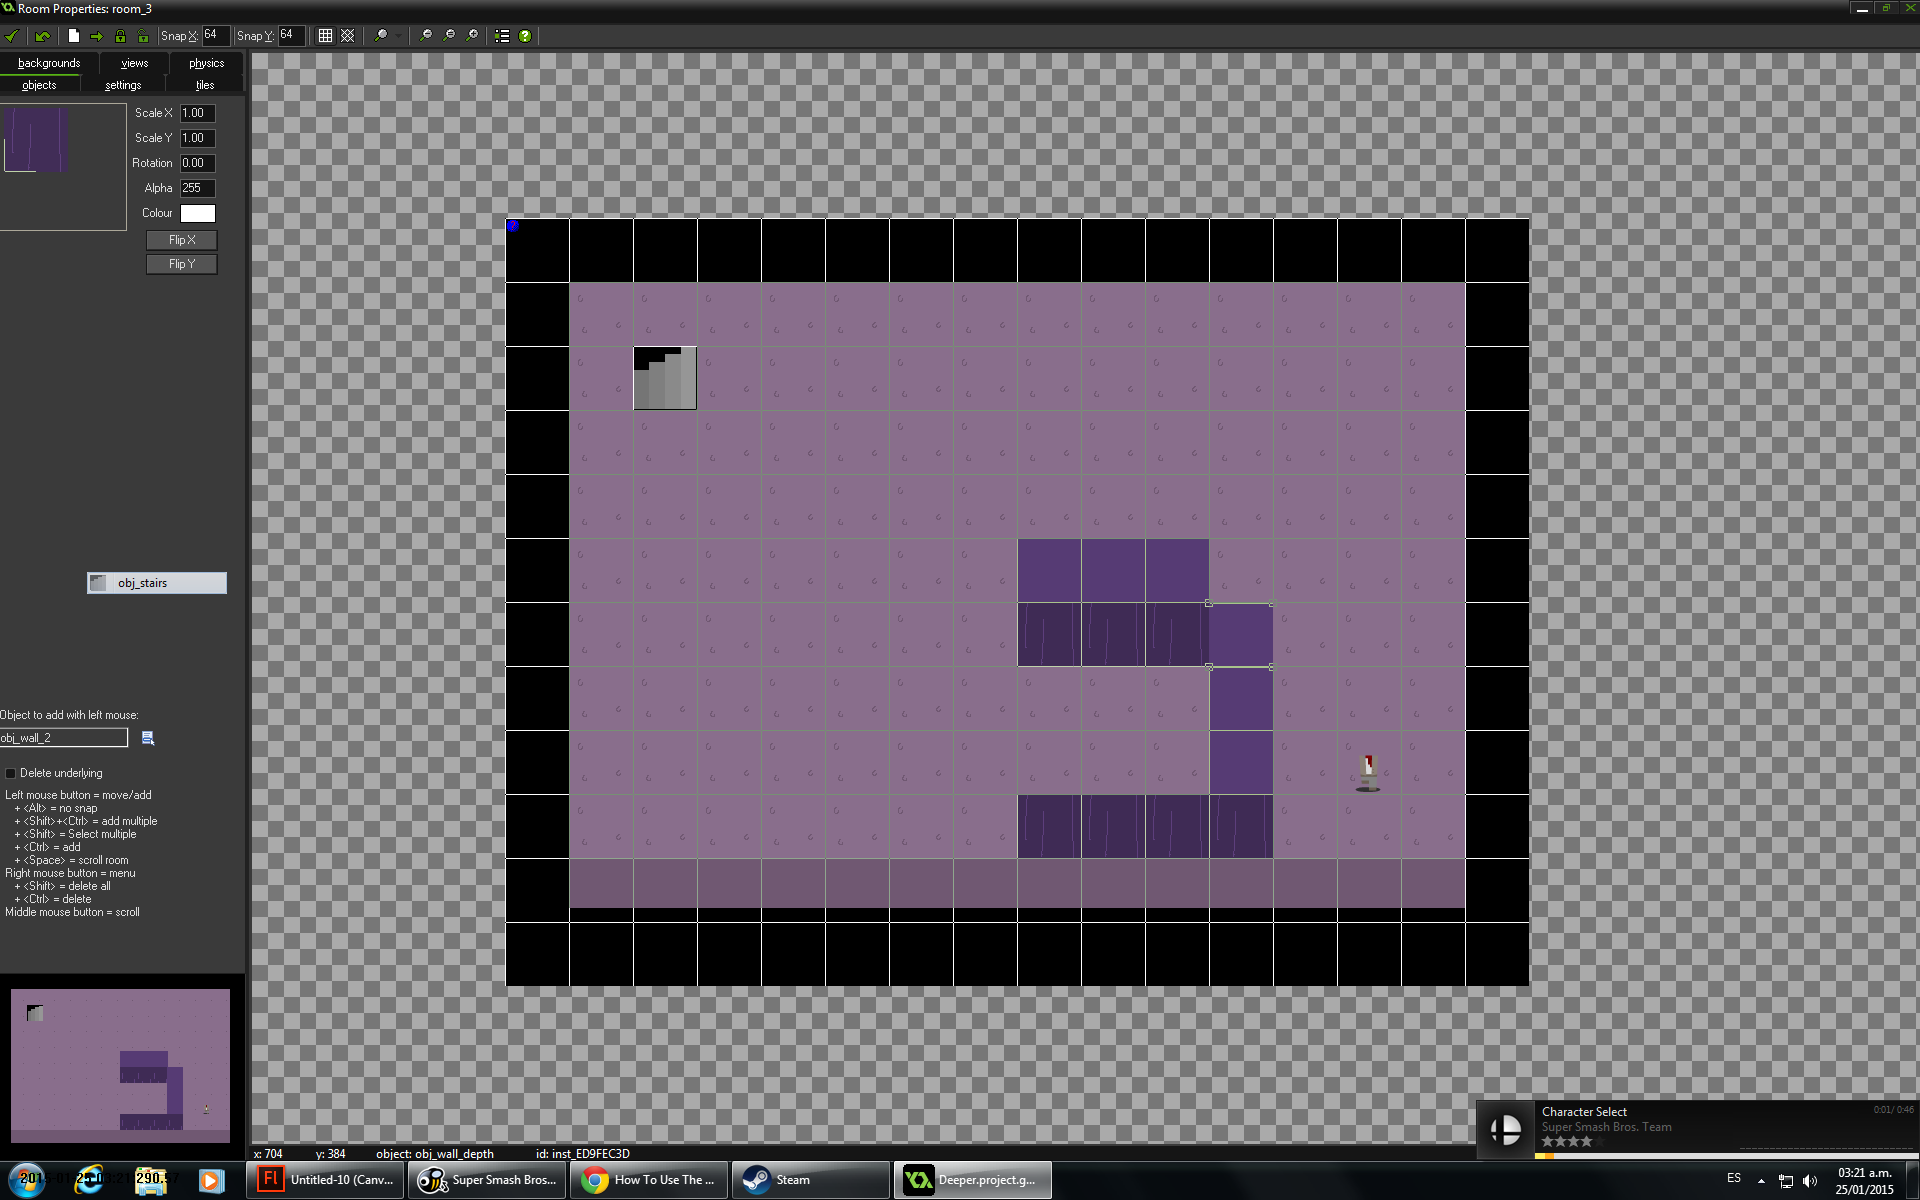 Room Properties: room_3
Snap X: 64 Snap Y: 64
backgrounds views physics
objects settings tiles
Scale X 1.00
Scale Y 1.00
Rotation 0.00
Alpha 255
Colour
Flip X
Flip Y
obj_stairs
Object to add with left mouse:
obj_wall_2
Delete underlying
Left mouse button = move/add
+ <Alt> = no snap
+ <Shift>+<Ctrl> = add multiple
+ <Shift> = Select multiple
+ <Ctrl> = add
+ <Space> = scroll room
Right mouse button = menu
+ <Shift> = delete all
+ <Ctrl> = delete
Middle mouse button = scroll
x: 704 y: 384 object: obj_wall_depth id: inst_ED9FEC3D
Character Select 0:01/ 0:46
Super Smash Bros. Team
Untitled-10 (Canv... Super Smash Bros... How To Use The ... Steam Deeper.project.g...
ES
03:21 a.m.
25/01/2015